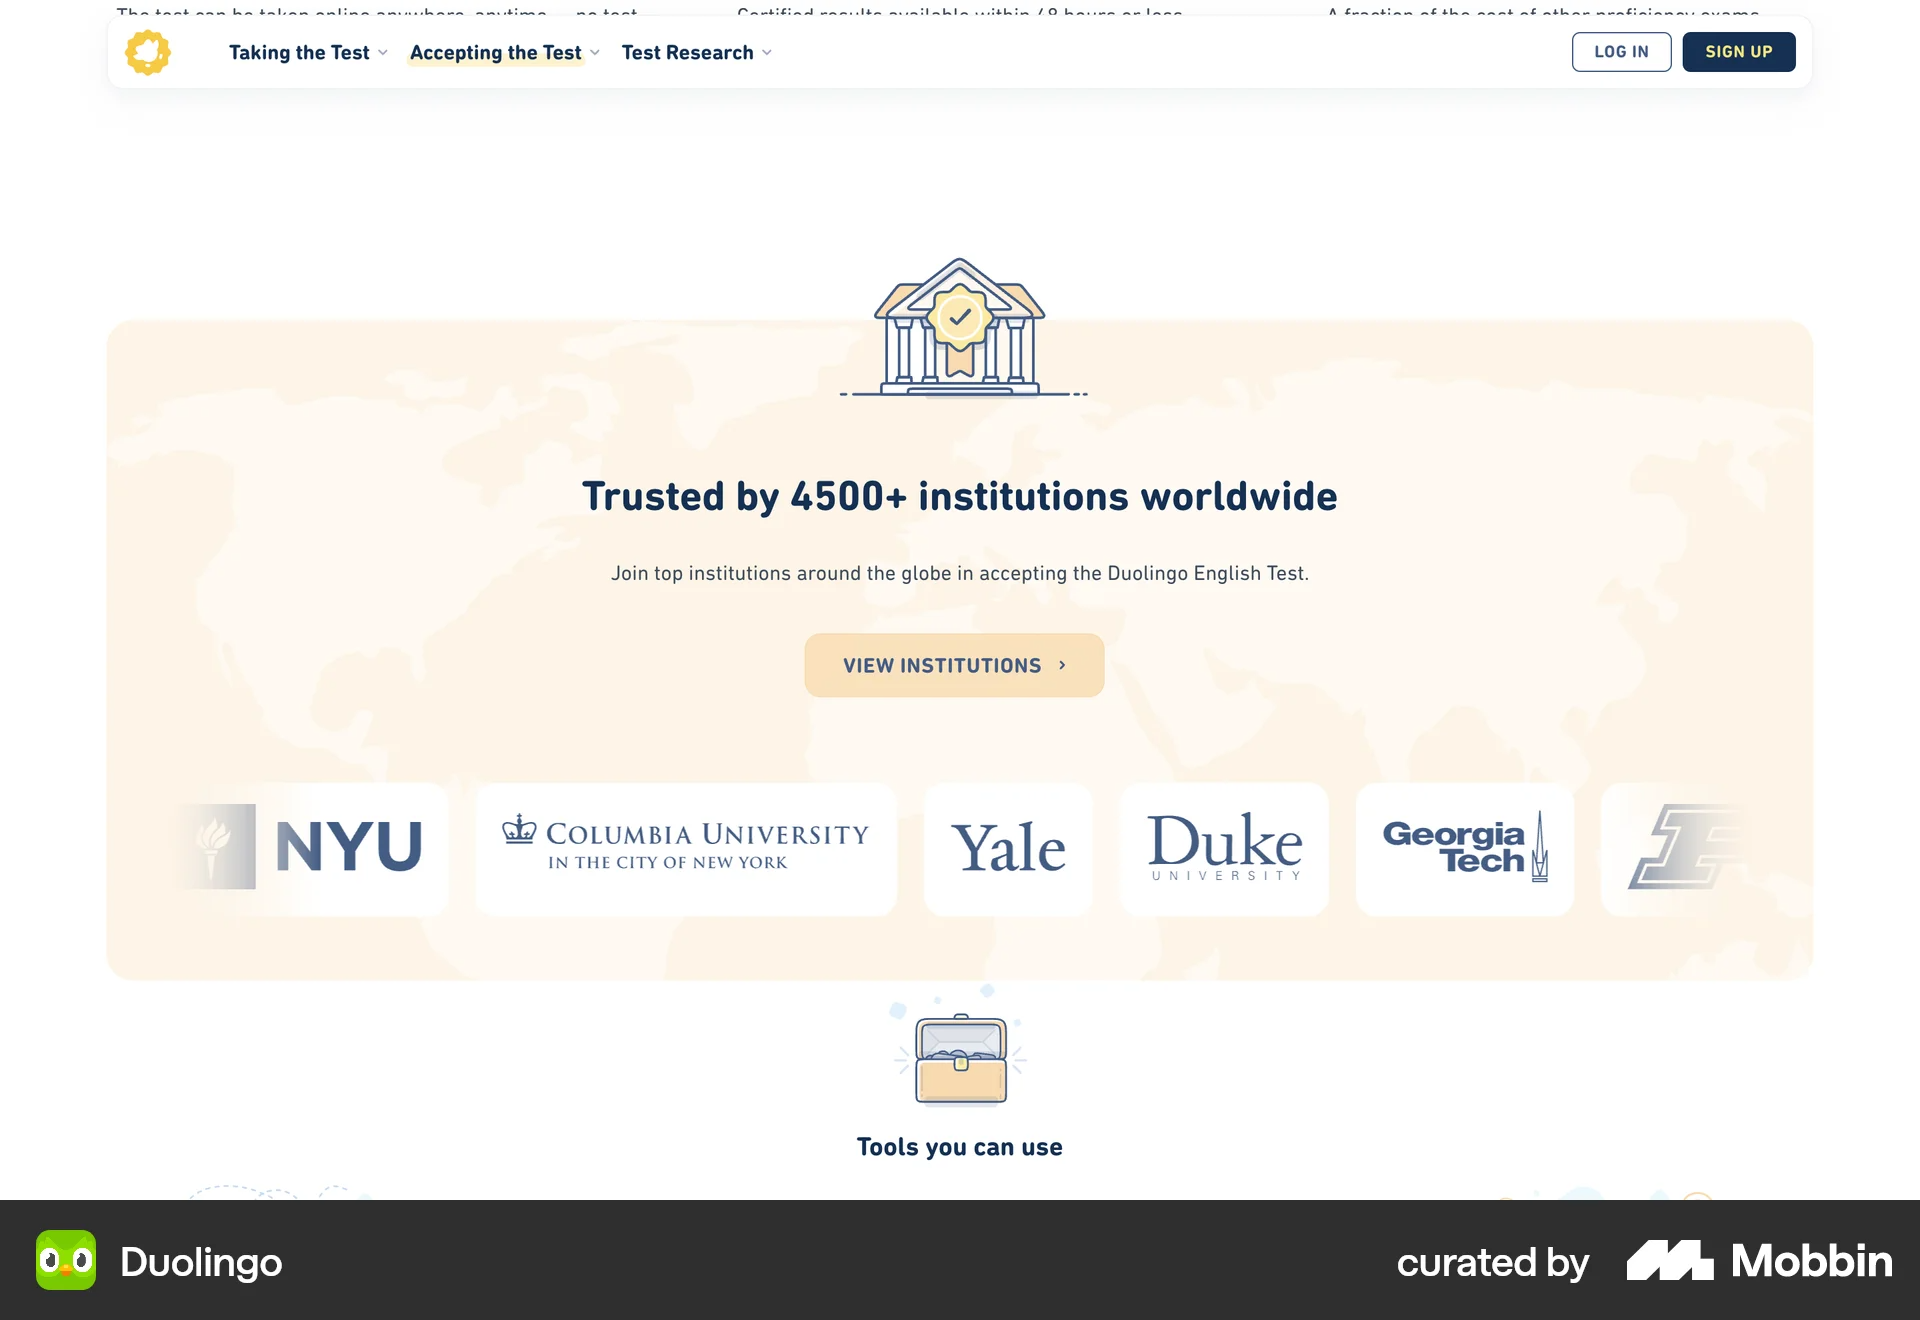 The test can be taken online anywhere, anytime — no test
Certified results available within 48 hours or less
A fraction of the cost of other proficiency exams
Taking the Test
Accepting the Test
Test Research
LOG IN
SIGN UP
Trusted by 4500+ institutions worldwide
Join top institutions around the globe in accepting the Duolingo English Test.
VIEW INSTITUTIONS
NYU
COLUMBIA UNIVERSITY
IN THE CITY OF NEW YORK
Yale
Duke
UNIVERSITY
Georgia
Tech
Tools you can use
Duolingo
curated by Mobbin